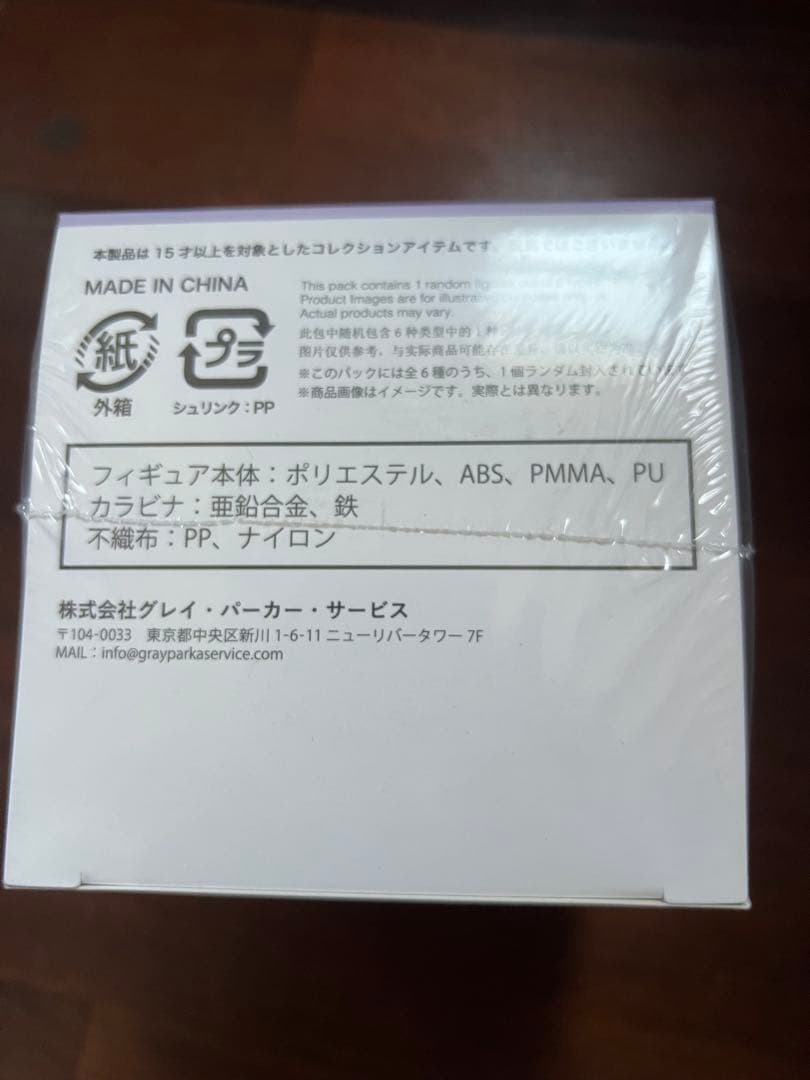 本製品は 15 才以上を対象としたコレクションアイテムです。
MADE IN CHINA
This pack contains 1 random
Product Images are for
Actual products may vary.
紙
外箱
プラ
シュリンク：PP
此包中随机包含 6 种类型中的 1 种
图片仅供参考，与实际商品可能存在
※このパックには全 6 種のうち、1 個ランダム封入されています。
※商品画像はイメージです。実際とは異なります。
フィギュア本体：ポリエステル、ABS、PMMA、PU
カラビナ：亜鉛合金、鉄
不織布：PP、ナイロン
株式会社グレイ・パーカー・サービス
〒104-0033　東京都中央区新川 1-6-11 ニューリバータワー 7F
MAIL：info@grayparkaservice.com